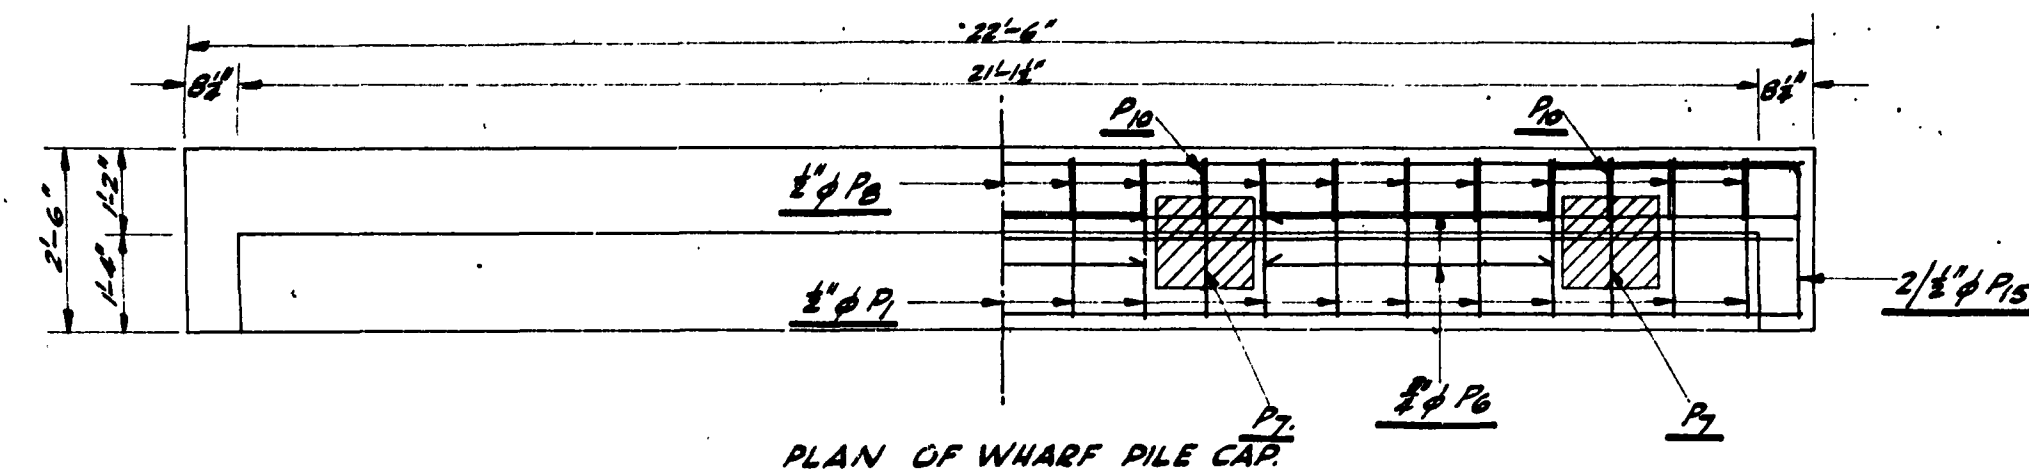 22'-6"
8¼"
21'-1½"
8¼"
P10
P10
2'-6"
1'-2"
1'-4"
½"φ P8
½"φ P1
2/½"φ P15
¾"φ P6
P7.
P7
PLAN OF WHARF PILE CAP.